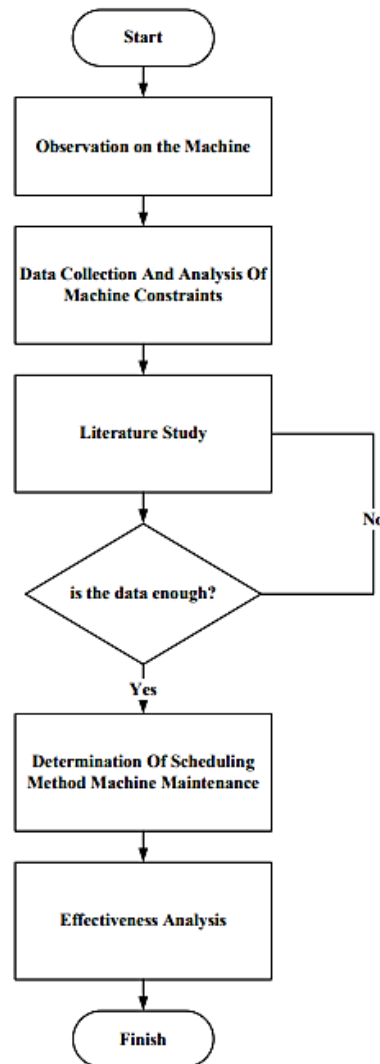 Start
Observation on the Machine
Data Collection And Analysis Of
Machine Constraints
Literature Study
No
is the data enough?
Yes
Determination Of Scheduling
Method Machine Maintenance
Effectiveness Analysis
Finish